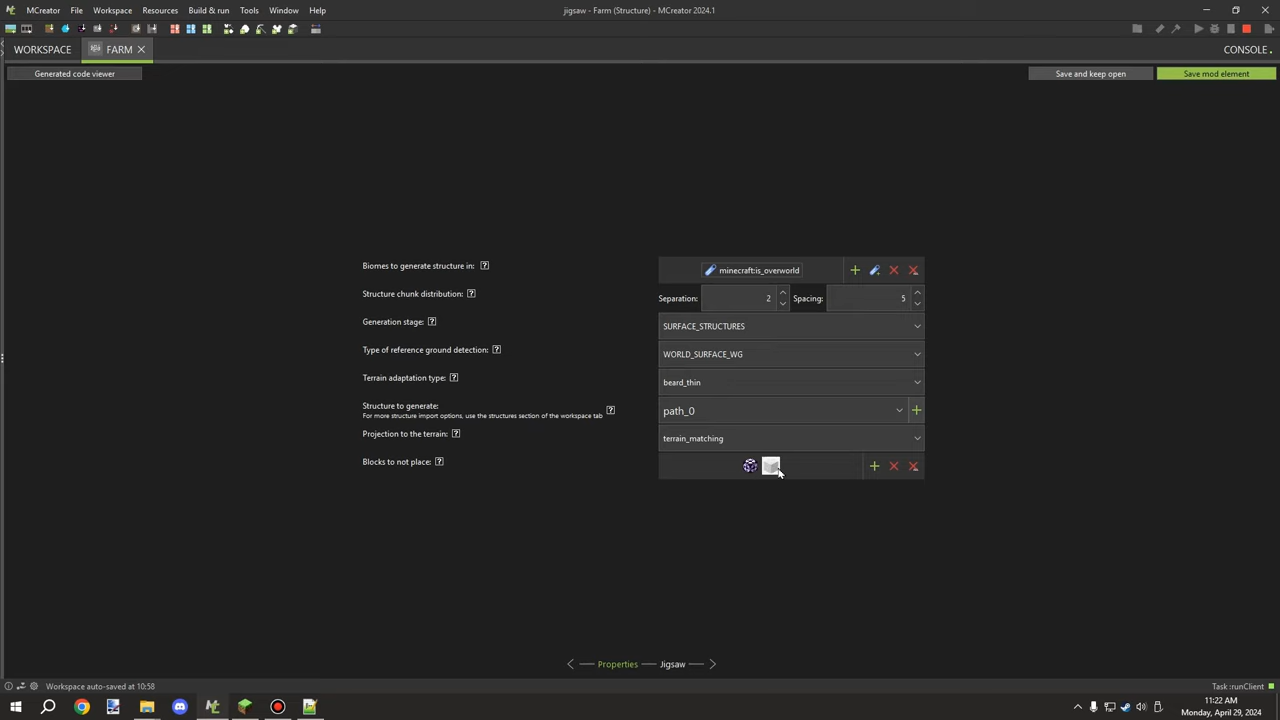 MCreator File Workspace Resources Build & run Tools Window Help
jigsaw - Farm (Structure) - MCreator 2024.1
WORKSPACE
FARM
CONSOLE
Generated code viewer
Save and keep open
Save mod element
Biomes to generate structure in: ?
minecraft:is_overworld
Structure chunk distribution: ?
Separation: 2 Spacing: 5
Generation stage: ?
SURFACE_STRUCTURES
Type of reference ground detection: ?
WORLD_SURFACE_WG
Terrain adaptation type: ?
beard_thin
Structure to generate:
For more structure import options, use the structures section of the workspace tab ?
path_0
Projection to the terrain: ?
terrain_matching
Blocks to not place: ?
Properties Jigsaw
Workspace auto-saved at 10:58
Task :runClient
11:22 AM
Monday, April 29, 2024